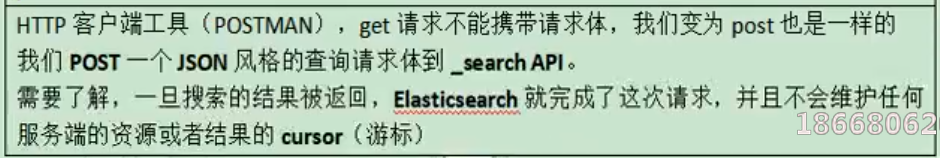 HTTP 客户端工具（POSTMAN），get 请求不能携带请求体，我们变为 post 也是一样的
我们 POST 一个 JSON 风格的查询请求体到 _search API。
需要了解，一旦搜索的结果被返回，Elasticsearch 就完成了这次请求，并且不会维护任何
服务端的资源或者结果的 cursor（游标）
18668062